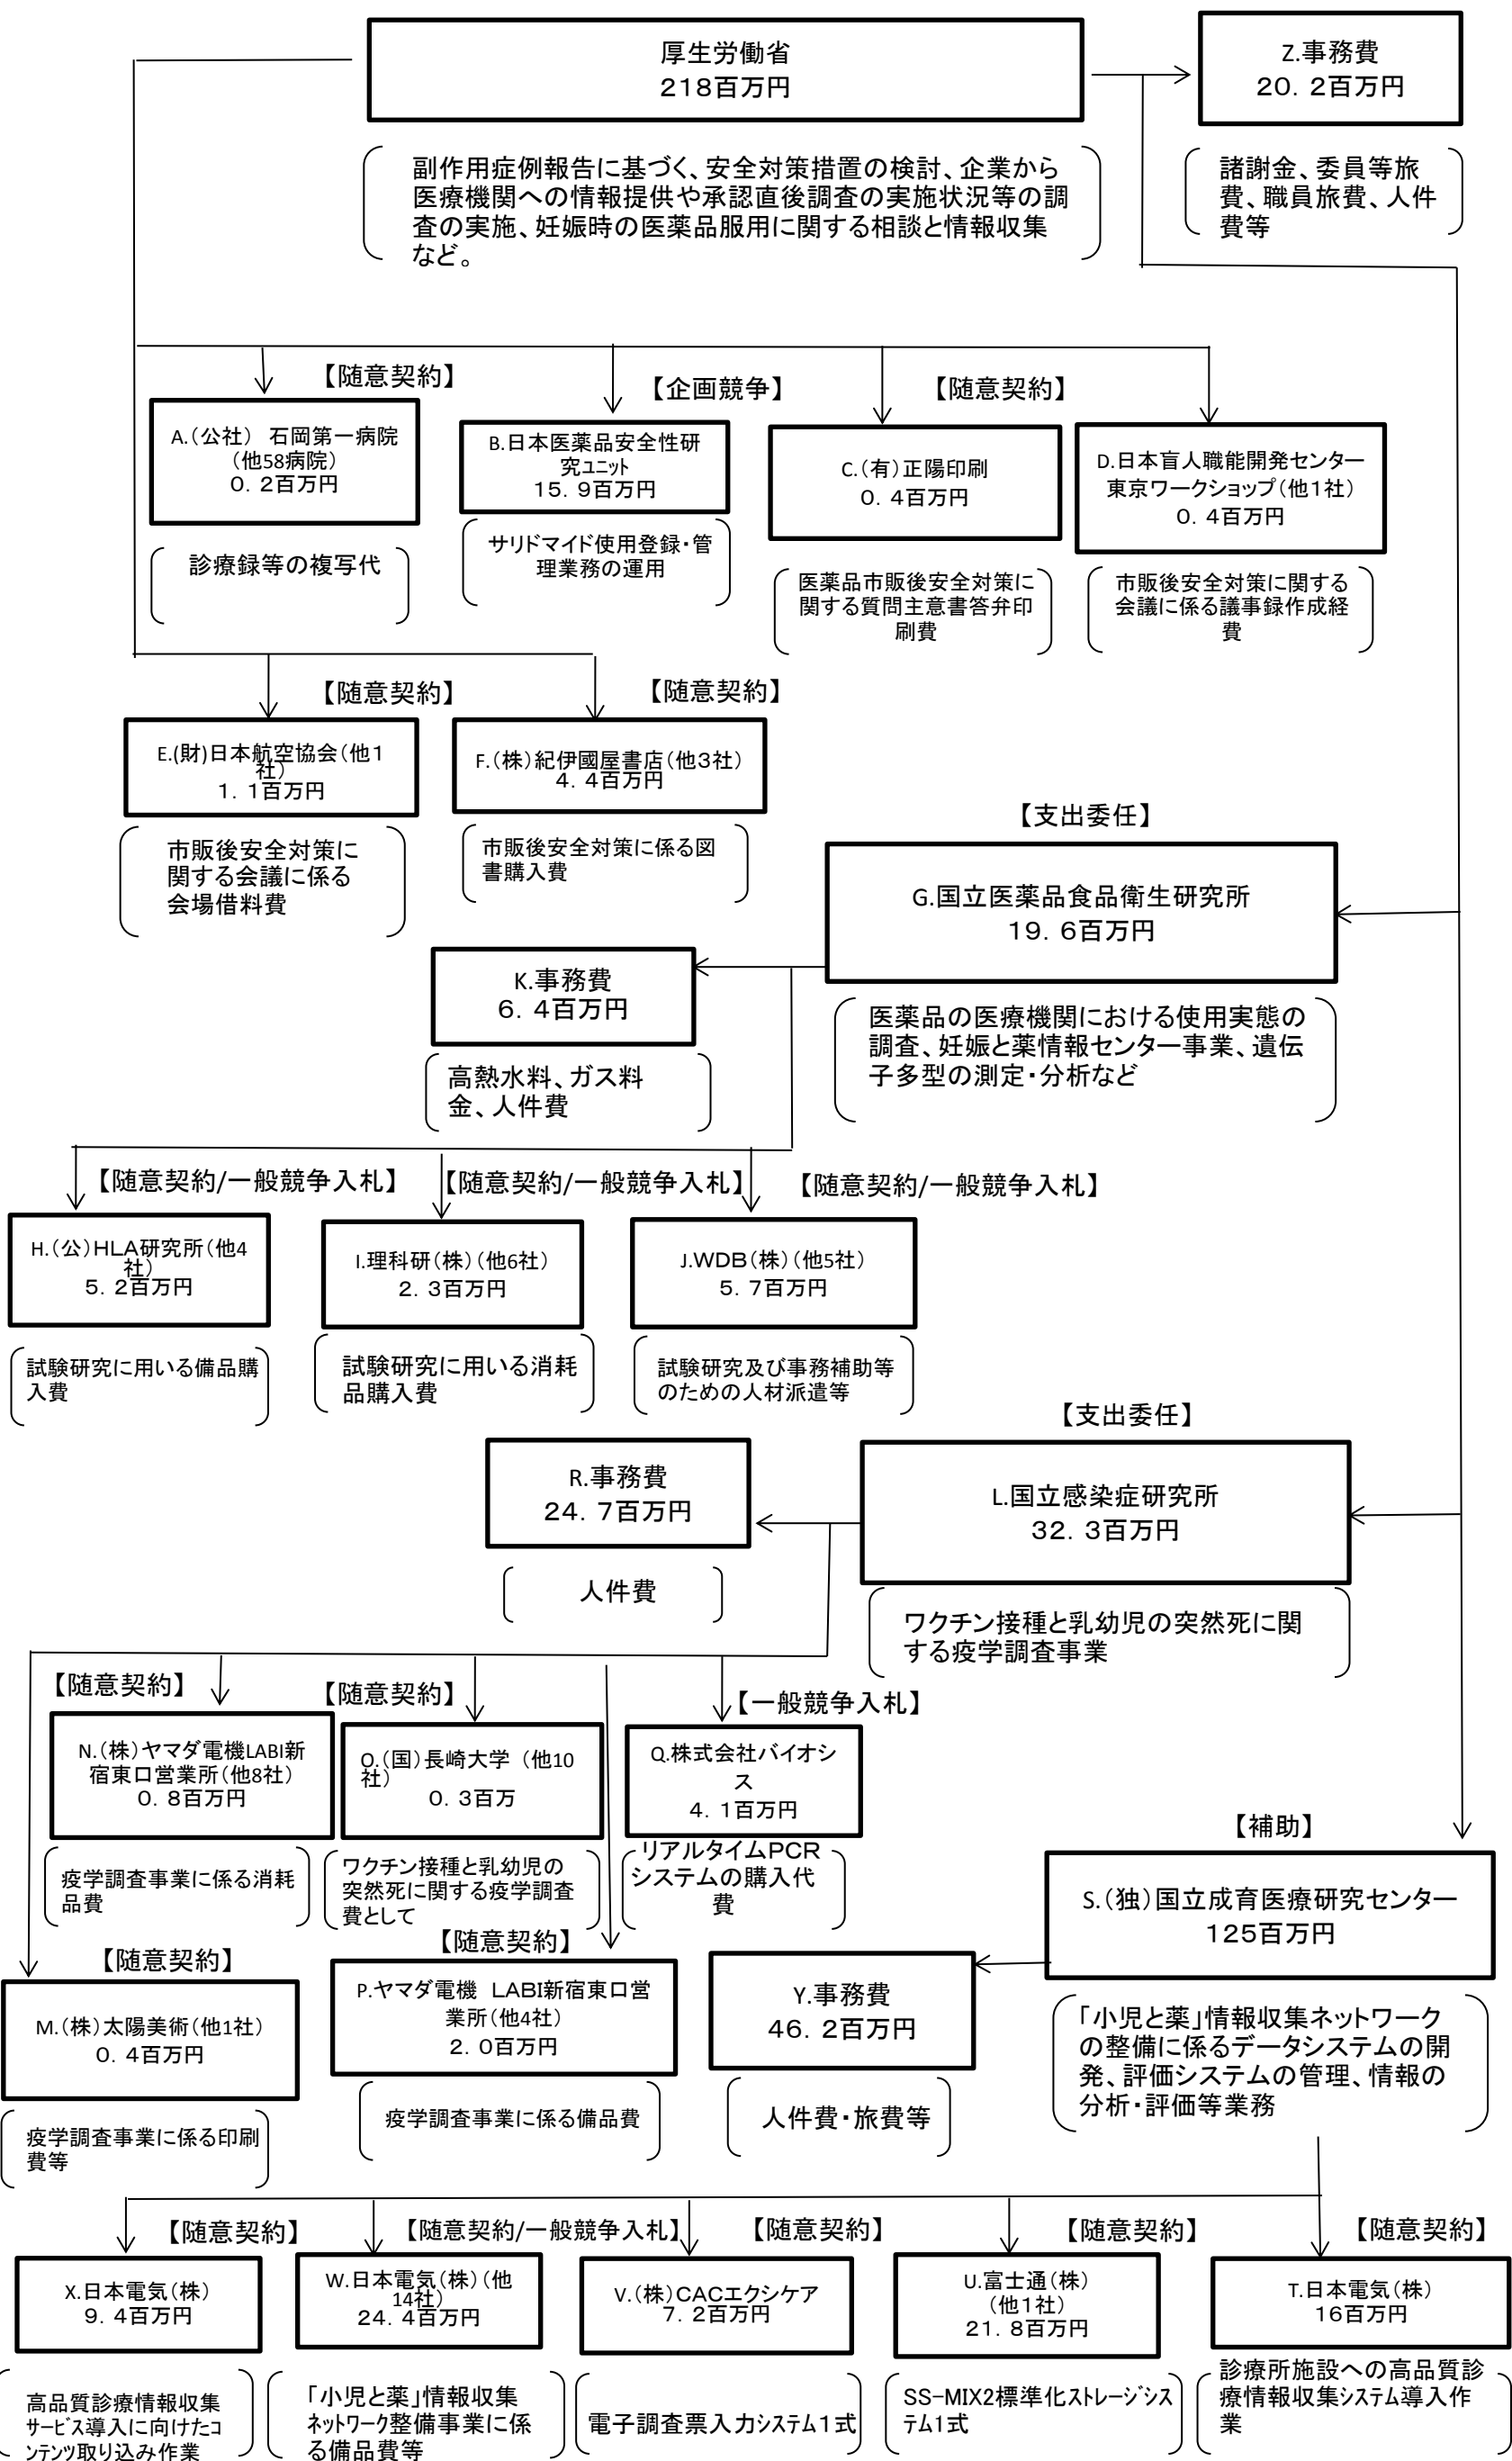 厚生労働省
218百万円
Z.事務費
20．2百万円
副作用症例報告に基づく、安全対策措置の検討、企業から
医療機関への情報提供や承認直後調査の実施状況等の調
査の実施、妊娠時の医薬品服用に関する相談と情報収集
など。
諸謝金、委員等旅
費、職員旅費、人件
費等
【随意契約】
【企画競争】
【随意契約】
A.（公社）　石岡第一病院
（他58病院）
０．２百万円
B.日本医薬品安全性研
究ユニット
１５．９百万円
C.（有）正陽印刷
０．４百万円
D.日本盲人職能開発センター
東京ワークショップ（他１社）
０．４百万円
診療録等の複写代
サリドマイド使用登録・管
理業務の運用
医薬品市販後安全対策に
関する質問主意書答弁印
刷費
市販後安全対策に関する
会議に係る議事録作成経
費
【随意契約】
【随意契約】
E.(財)日本航空協会（他１
社）
１．１百万円
F.（株）紀伊國屋書店（他３社）
４．４百万円
市販後安全対策に
関する会議に係る
会場借料費
市販後安全対策に係る図
書購入費
【支出委任】
G.国立医薬品食品衛生研究所
１９．６百万円
K.事務費
６．４百万円
医薬品の医療機関における使用実態の
調査、妊娠と薬情報センター事業、遺伝
子多型の測定・分析など
高熱水料、ガス料
金、人件費
【随意契約/一般競争入札】
【随意契約/一般競争入札】
【随意契約/一般競争入札】
H.（公）HLA研究所（他4
社）
５．２百万円
I.理科研（株）（他6社）
２．３百万円
J.WDB（株）（他5社）
５．７百万円
試験研究に用いる備品購
入費
試験研究に用いる消耗
品購入費
試験研究及び事務補助等
のための人材派遣等
【支出委任】
R.事務費
２４．７百万円
L.国立感染症研究所
３２．３百万円
人件費
ワクチン接種と乳幼児の突然死に関
する疫学調査事業
【随意契約】
【随意契約】
【一般競争入札】
N.（株）ヤマダ電機LABI新
宿東口営業所（他8社）
０．８百万円
O.（国）長崎大学（他10
社）
０．３百万
Q.株式会社バイオシ
ス
４．１百万円
疫学調査事業に係る消耗
品費
ワクチン接種と乳幼児の
突然死に関する疫学調査
費として
リアルタイムPCR
システムの購入代
費
【補助】
S.（独）国立成育医療研究センター
１２５百万円
【随意契約】
【随意契約】
M.（株）太陽美術（他1社）
０．４百万円
P.ヤマダ電機　LABI新宿東口営
業所（他4社）
２．０百万円
Y.事務費
４６．２百万円
「小児と薬」情報収集ネットワーク
の整備に係るデータシステムの開
発、評価システムの管理、情報の
分析・評価等業務
疫学調査事業に係る印刷
費等
疫学調査事業に係る備品費
人件費・旅費等
【随意契約】
【随意契約/一般競争入札】
【随意契約】
【随意契約】
【随意契約】
X.日本電気（株）
９．４百万円
W.日本電気（株）（他
14社）
２４．４百万円
V.（株）CACエクシケア
７．２百万円
U.富士通（株）
（他１社）
２１．８百万円
T.日本電気（株）
１６百万円
高品質診療情報収集
ｻｰﾋﾞｽ導入に向けたｺ
ﾝﾃﾝﾂ取り込み作業
「小児と薬」情報収集
ﾈｯﾄﾜｰｸ整備事業に係
る備品費等
電子調査票入力ｼｽﾃﾑ１式
SS-MIX2標準化ストレージｼｽ
ﾃﾑ1式
診療所施設への高品質診
療情報収集ｼｽﾃﾑ導入作
業